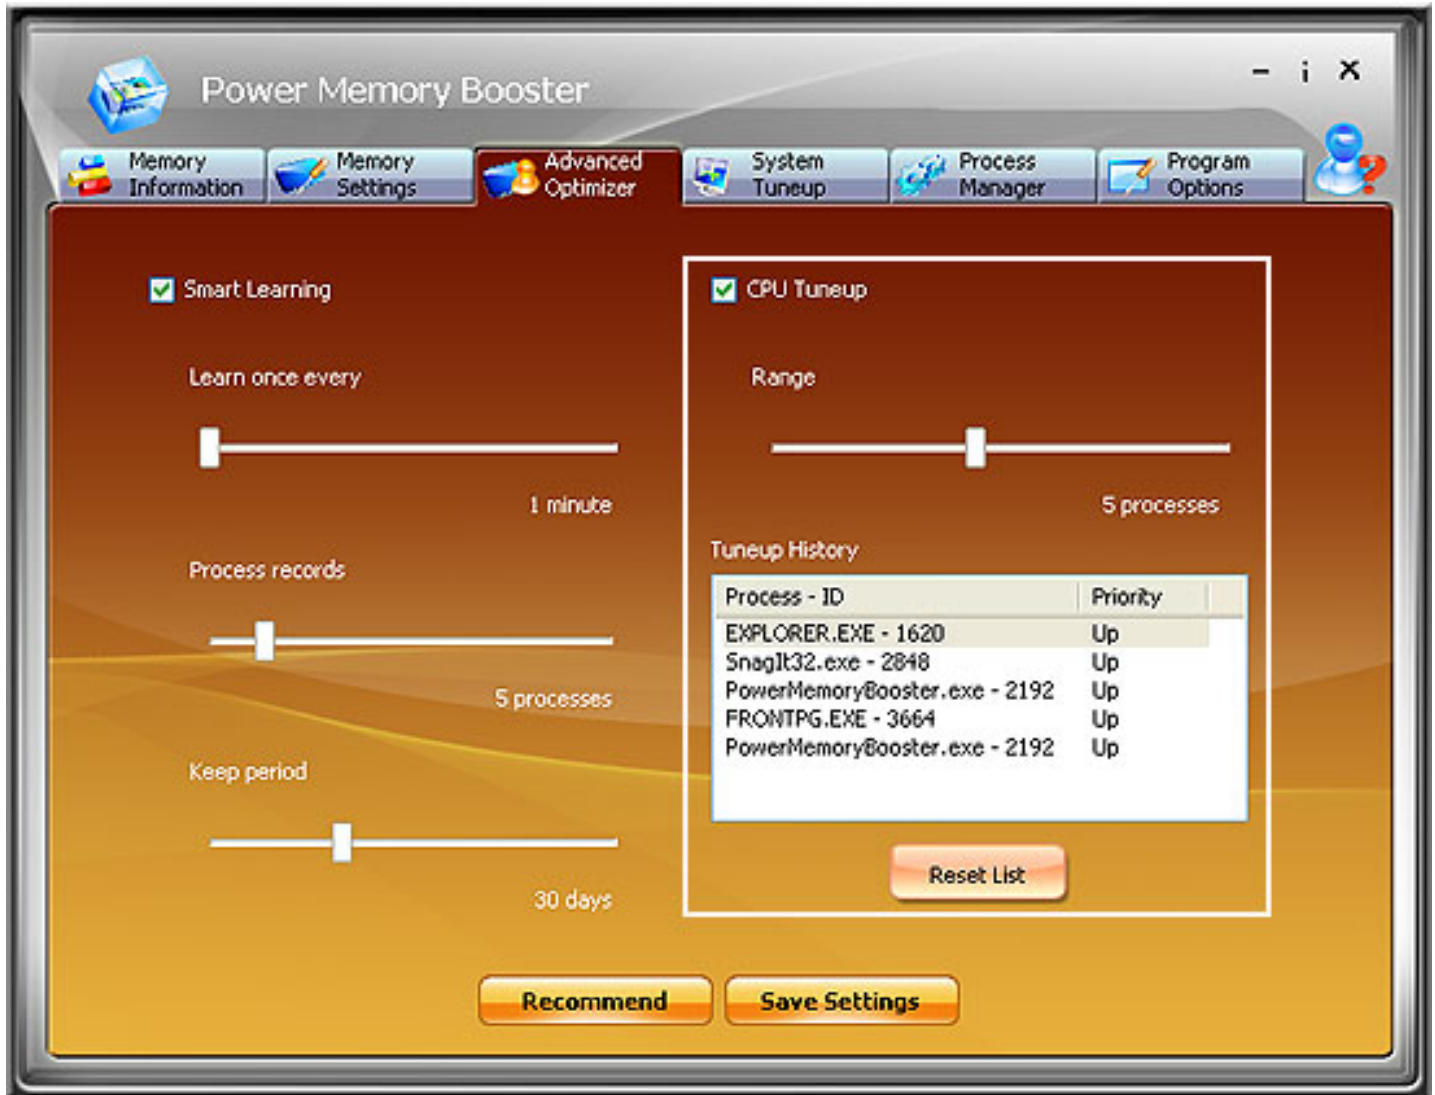 Power Memory Booster
Memory
Information
Memory
Settings
Advanced
Optimizer
System
Tuneup
Process
Manager
Program
Options
Smart Learning
Learn once every
1 minute
Process records
5 processes
Keep period
30 days
CPU Tuneup
Range
5 processes
Tuneup History
Process - ID Priority
EXPLORER.EXE - 1620 Up
SnagIt32.exe - 2848 Up
PowerMemoryBooster.exe - 2192 Up
FRONTPG.EXE - 3664 Up
PowerMemoryBooster.exe - 2192 Up
Reset List
Recommend
Save Settings